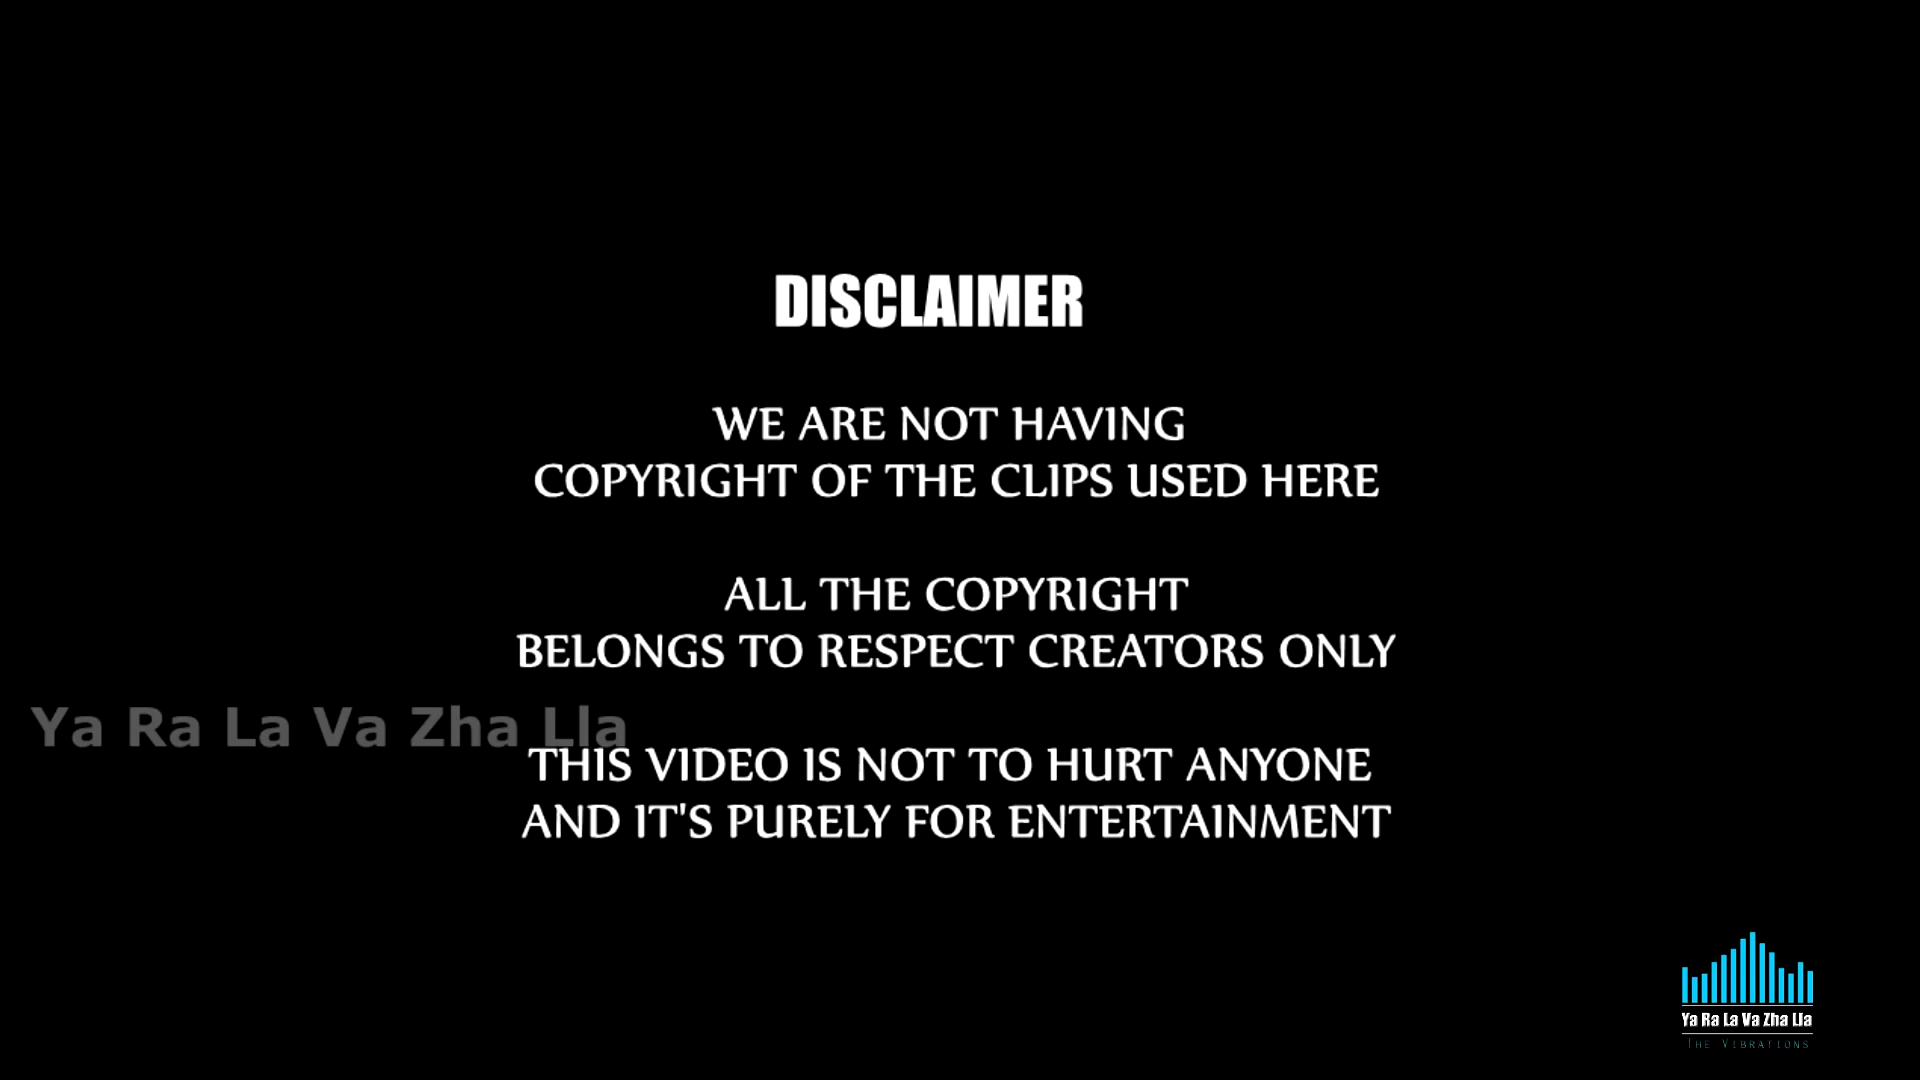 DISCLAIMER
WE ARE NOT HAVING
COPYRIGHT OF THE CLIPS USED HERE
ALL THE COPYRIGHT
BELONGS TO RESPECT CREATORS ONLY
Ya Ra La Va Zha Lla
THIS VIDEO IS NOT TO HURT ANYONE
AND IT'S PURELY FOR ENTERTAINMENT
Ya Ra La Va Zha Lla
THE VIBRATIONS